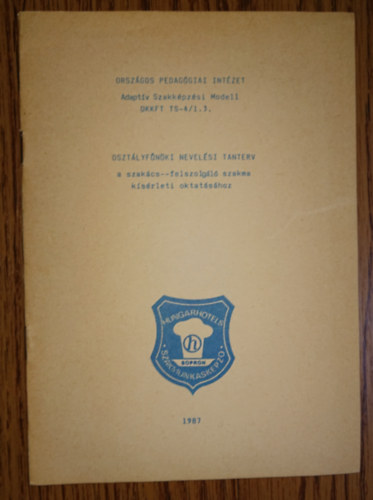 ORSZÁGOS PEDAGÓGIAI INTÉZET
Adaptív Szakképzési Modell
OKKFT TS-4/1.3.
OSZTÁLYFŐNÖKI NEVELÉSI TANTERV
a szakács--felszolgáló szakma
kísérleti oktatásához
HUNGARHOTELS
h
SOPRON
SZAKMUNKÁSKÉPZŐ
1987